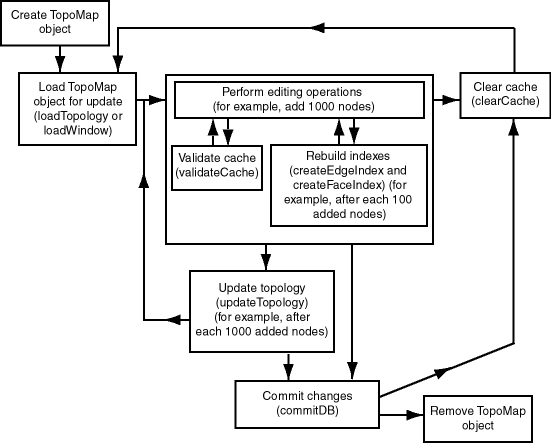 Create TopoMap
object
Load TopoMap
object for update
(loadTopology or
loadWindow)
Perform editing operations
(for example, add 1000 nodes)
Clear cache
(clearCache)
Validate cache
(validateCache)
Rebuild indexes
(createEdgeIndex and
createFaceIndex) (for
example, after each 100
added nodes)
Update topology
(updateTopology)
(for example, after
each 1000 added nodes)
Commit changes
(commitDB)
Remove TopoMap
object